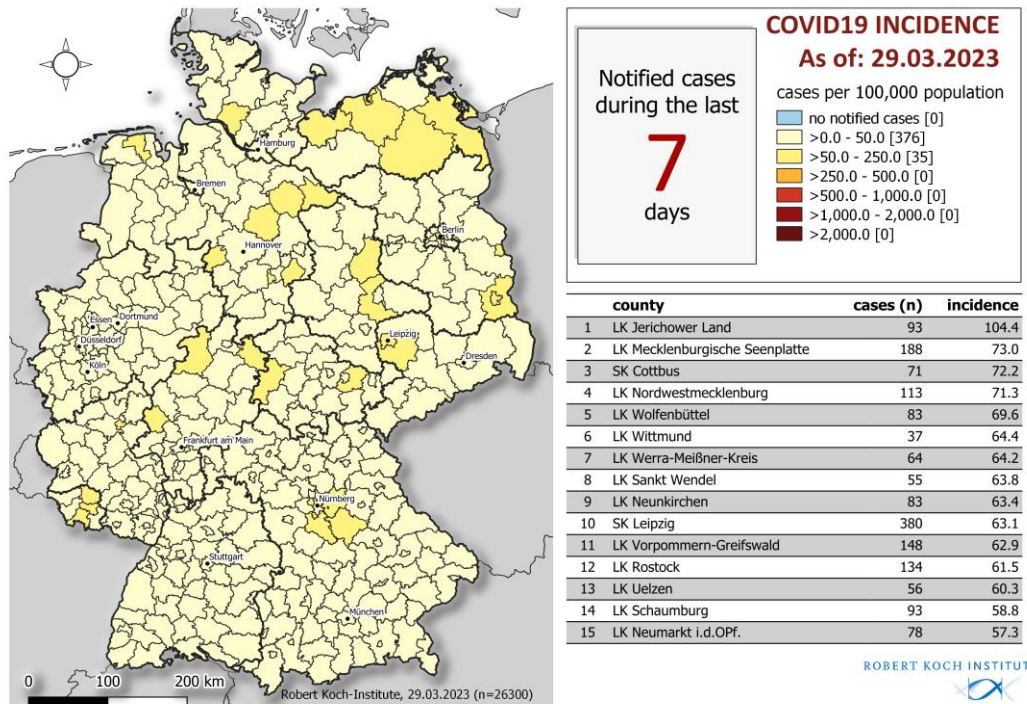 Hamburg
Bremen
Berlin
Hannover
Essen
Dortmund
Düsseldorf
Köln
Leipzig
Dresden
Frankfurt am Main
Nürnberg
Stuttgart
München
0 100 200 km
Robert Koch-Institute, 29.03.2023 (n=26300)
Notified cases
during the last
7
days
COVID19 INCIDENCE
As of: 29.03.2023
cases per 100,000 population
no notified cases [0]
>0.0 - 50.0 [376]
>50.0 - 250.0 [35]
>250.0 - 500.0 [0]
>500.0 - 1,000.0 [0]
>1,000.0 - 2,000.0 [0]
>2,000.0 [0]
county cases (n) incidence
1 LK Jerichower Land 93 104.4
2 LK Mecklenburgische Seenplatte 188 73.0
3 SK Cottbus 71 72.2
4 LK Nordwestmecklenburg 113 71.3
5 LK Wolfenbüttel 83 69.6
6 LK Wittmund 37 64.4
7 LK Werra-Meißner-Kreis 64 64.2
8 LK Sankt Wendel 55 63.8
9 LK Neunkirchen 83 63.4
10 SK Leipzig 380 63.1
11 LK Vorpommern-Greifswald 148 62.9
12 LK Rostock 134 61.5
13 LK Uelzen 56 60.3
14 LK Schaumburg 93 58.8
15 LK Neumarkt i.d.OPf. 78 57.3
ROBERT KOCH INSTITUT